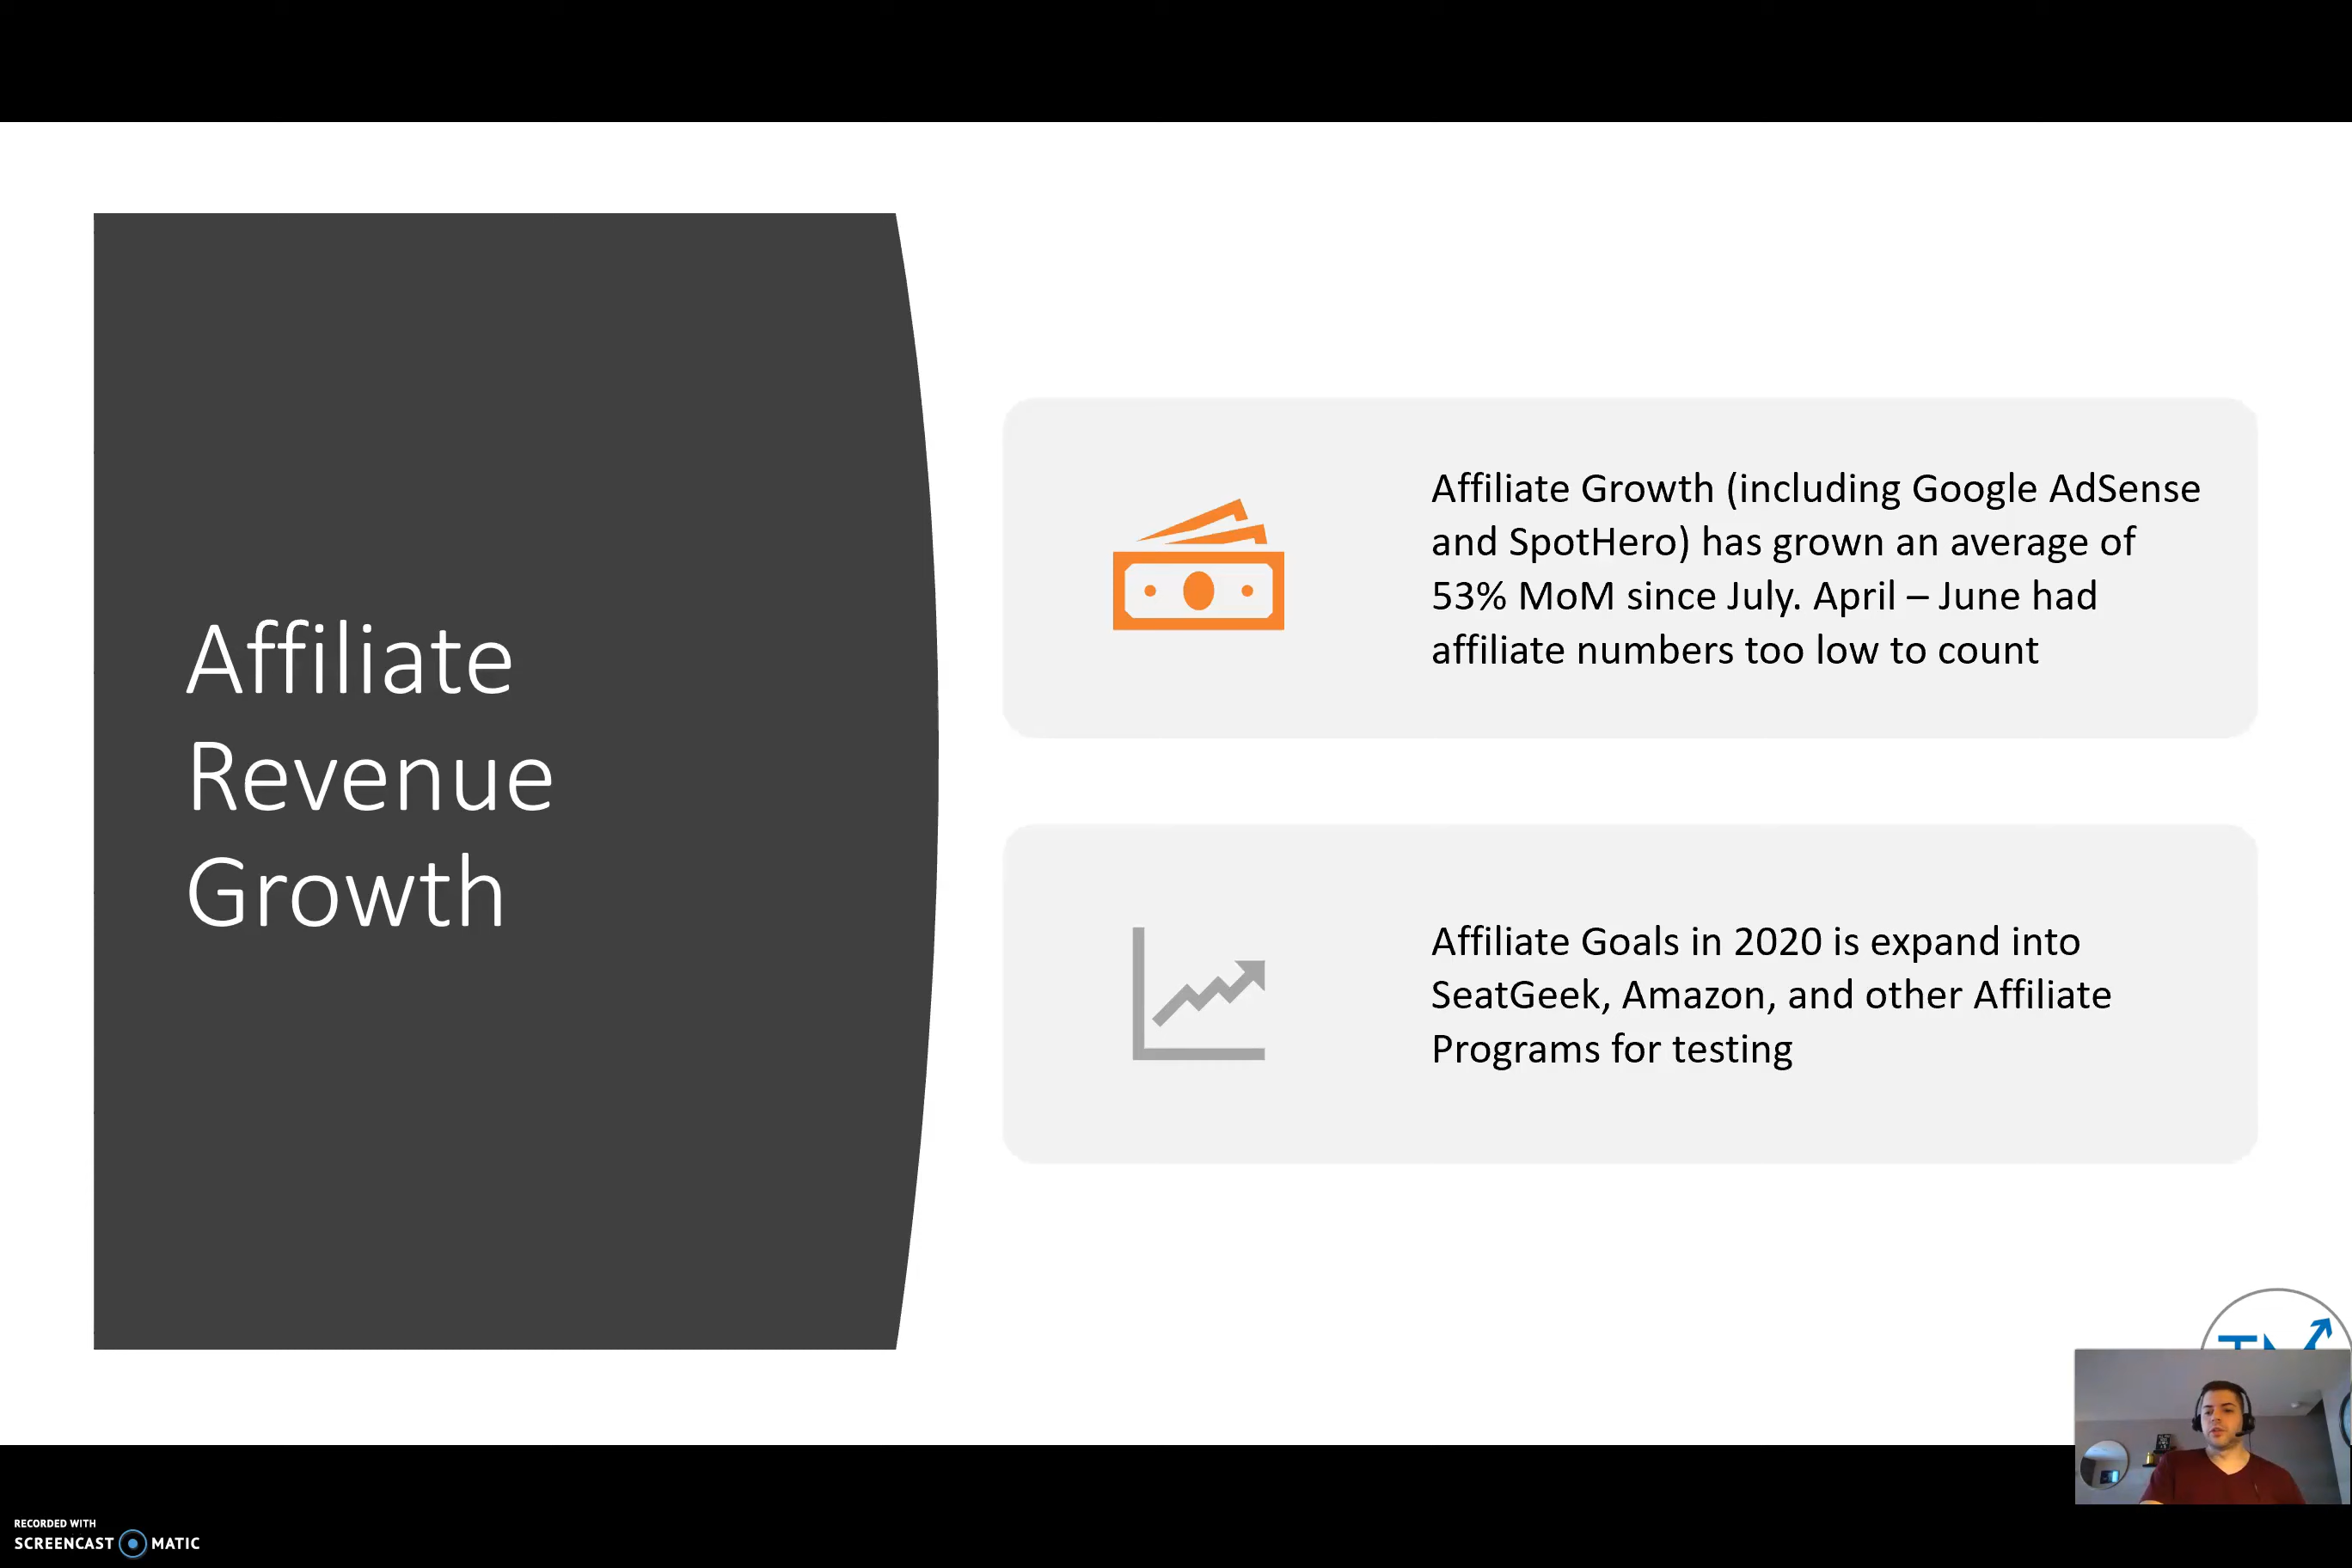 Affiliate
Revenue
Growth
Affiliate Growth (including Google AdSense
and SpotHero) has grown an average of
53% MoM since July. April – June had
affiliate numbers too low to count
Affiliate Goals in 2020 is expand into
SeatGeek, Amazon, and other Affiliate
Programs for testing
RECORDED WITH
SCREENCAST MATIC